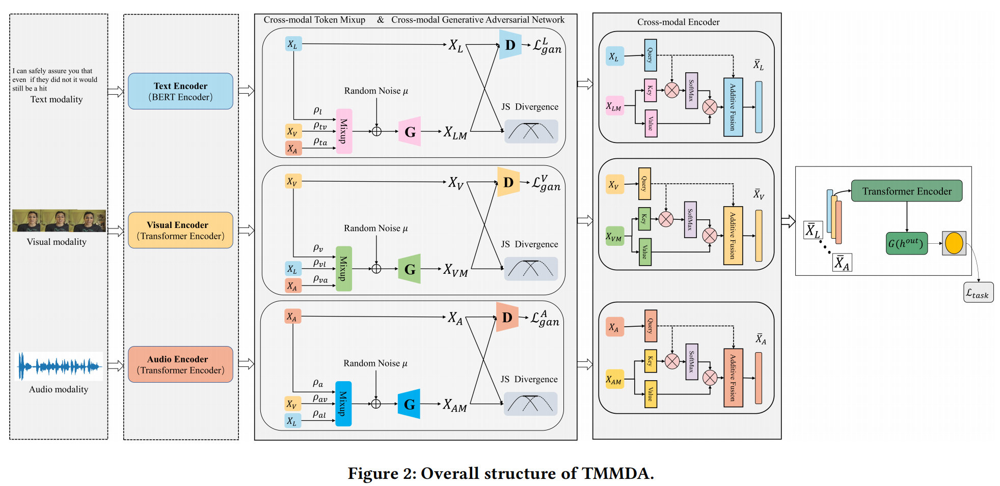 I can safely assure you that
even if they did not it would
still be a hit
Text modality
Visual modality
Audio modality
Text Encoder
(BERT Encoder)
Visual Encoder
(Transformer Encoder)
Audio Encoder
(Transformer Encoder)
Cross-modal Token Mixup & Cross-modal Generative Adversarial Network
X_L
X_L
D
ℒ^L_gan
Random Noise μ
JS Divergence
ρ_l
X_V
ρ_tv
X_A
ρ_ta
Mixup
G
X_LM
X_V
X_V
D
ℒ^V_gan
Random Noise μ
JS Divergence
ρ_v
X_L
ρ_vl
X_A
ρ_va
Mixup
G
X_VM
X_A
X_A
D
ℒ^A_gan
Random Noise μ
JS Divergence
ρ_a
X_V
ρ_av
X_L
ρ_al
Mixup
G
X_AM
Cross-modal Encoder
X_L
Query
X_LM
Key
Value
SoftMax
Additive Fusion
X̄_L
X_V
Query
X_VM
Key
Value
SoftMax
Additive Fusion
X̄_V
X_A
Query
X_AM
Key
Value
SoftMax
Additive Fusion
X̄_A
Transformer Encoder
X̄_L
X̄_A
G(h^out)
ℒ_task
Figure 2: Overall structure of TMMDA.